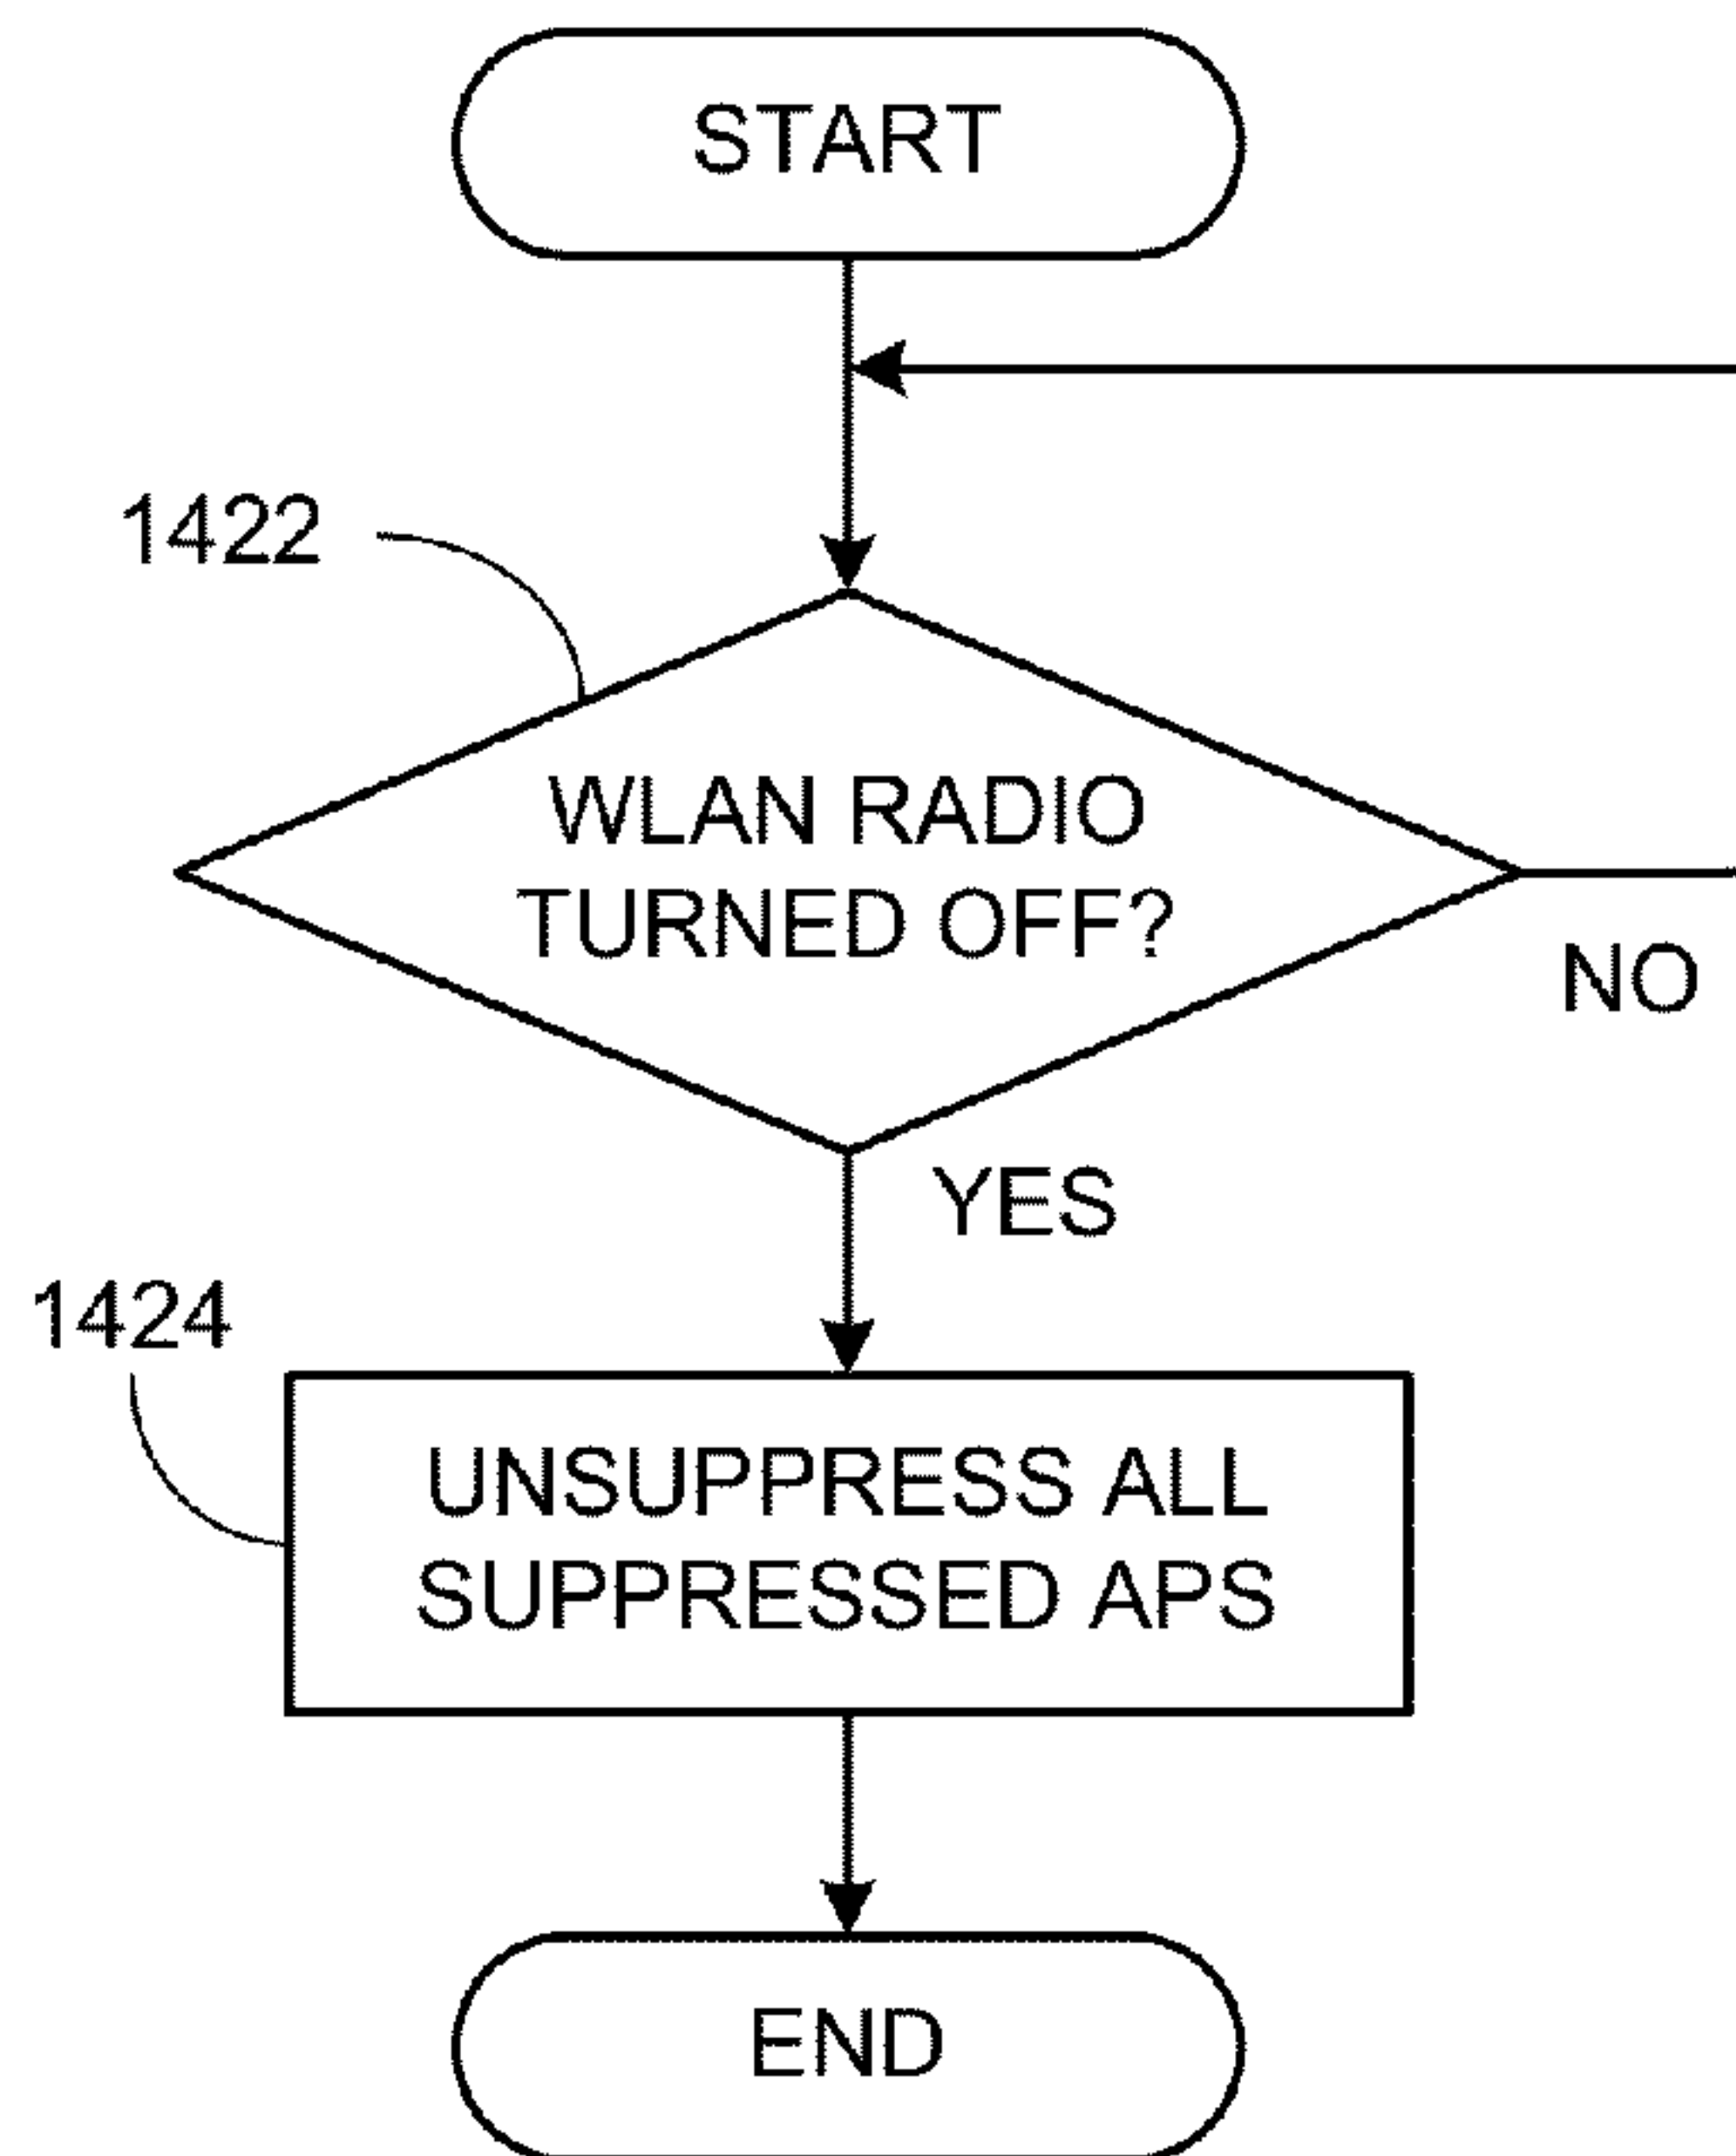 START
1422
WLAN RADIO
TURNED OFF?
NO
YES
1424
UNSUPPRESS ALL
SUPPRESSED APS
END